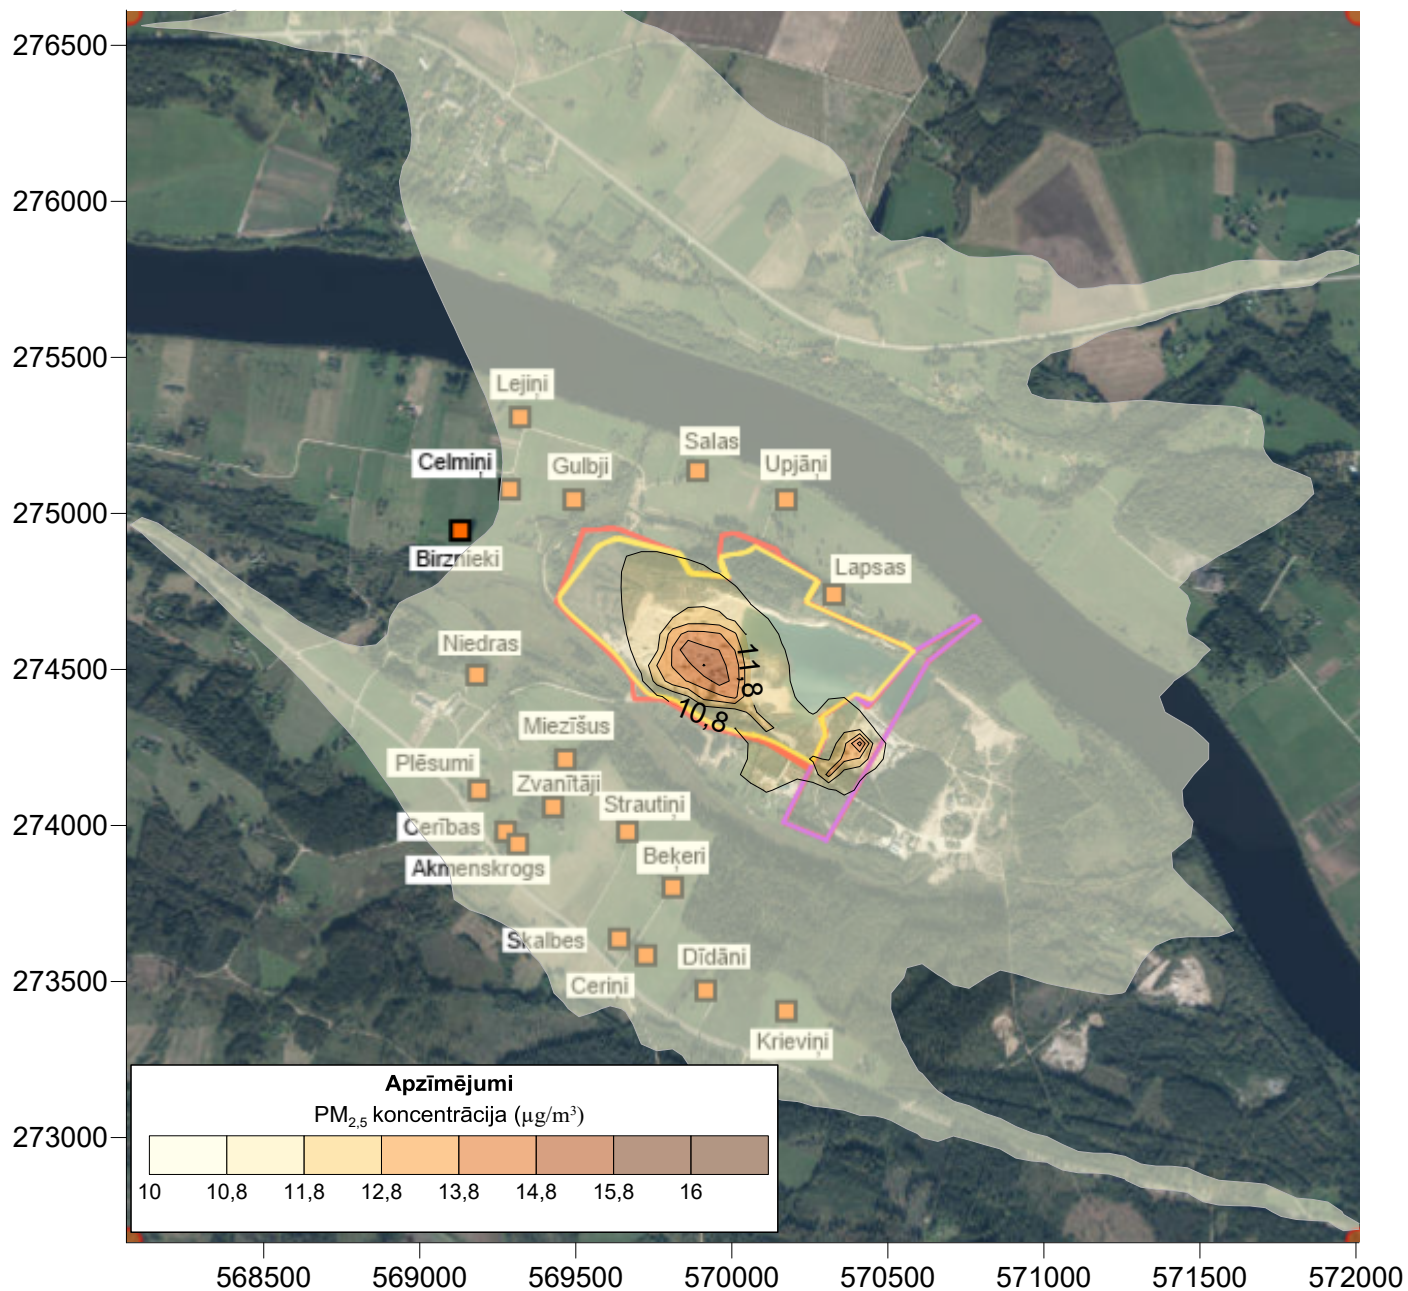 276500
276000
275500
275000
274500
274000
273500
273000
Lejiņi
Celmiņi
Gulbji
Salas
Upjāņi
Birznieki
Lapsas
Niedras
11,8
10,8
Miezīšus
Plēsumi
Zvanītāji
Strautiņi
Cerības
Akmenskrogs
Beķeri
Skalbes
Ceriņi
Dīdāni
Krieviņi
Apzīmējumi
PM2,5 koncentrācija (µg/m³)
10 10,8 11,8 12,8 13,8 14,8 15,8 16
568500 569000 569500 570000 570500 571000 571500 572000